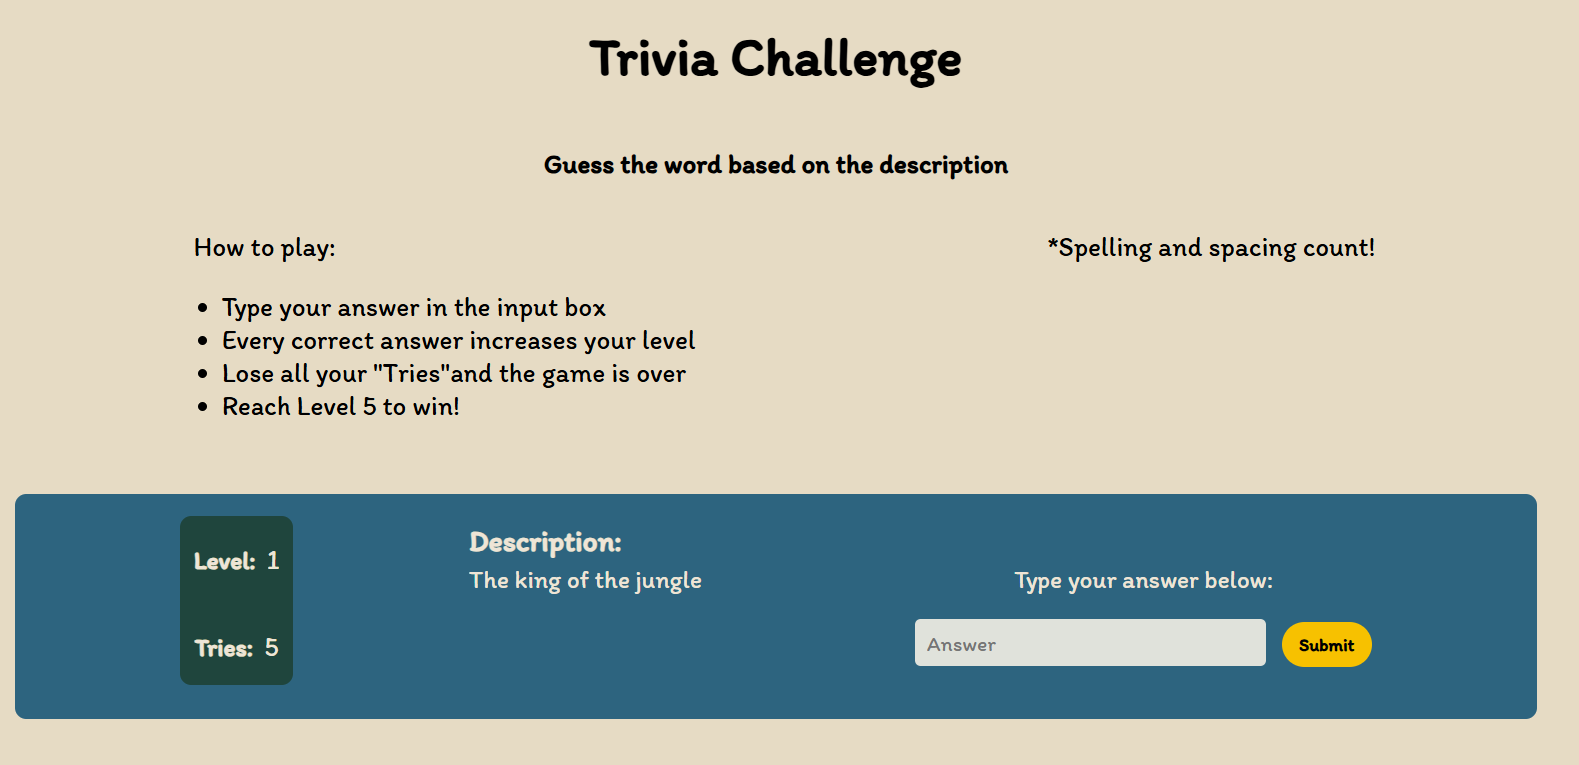 Trivia Challenge
Guess the word based on the description
How to play:
*Spelling and spacing count!
Type your answer in the input box
Every correct answer increases your level
Lose all your "Tries"and the game is over
Reach Level 5 to win!
Level: 1
Tries: 5
Description:
The king of the jungle
Type your answer below:
Answer
Submit